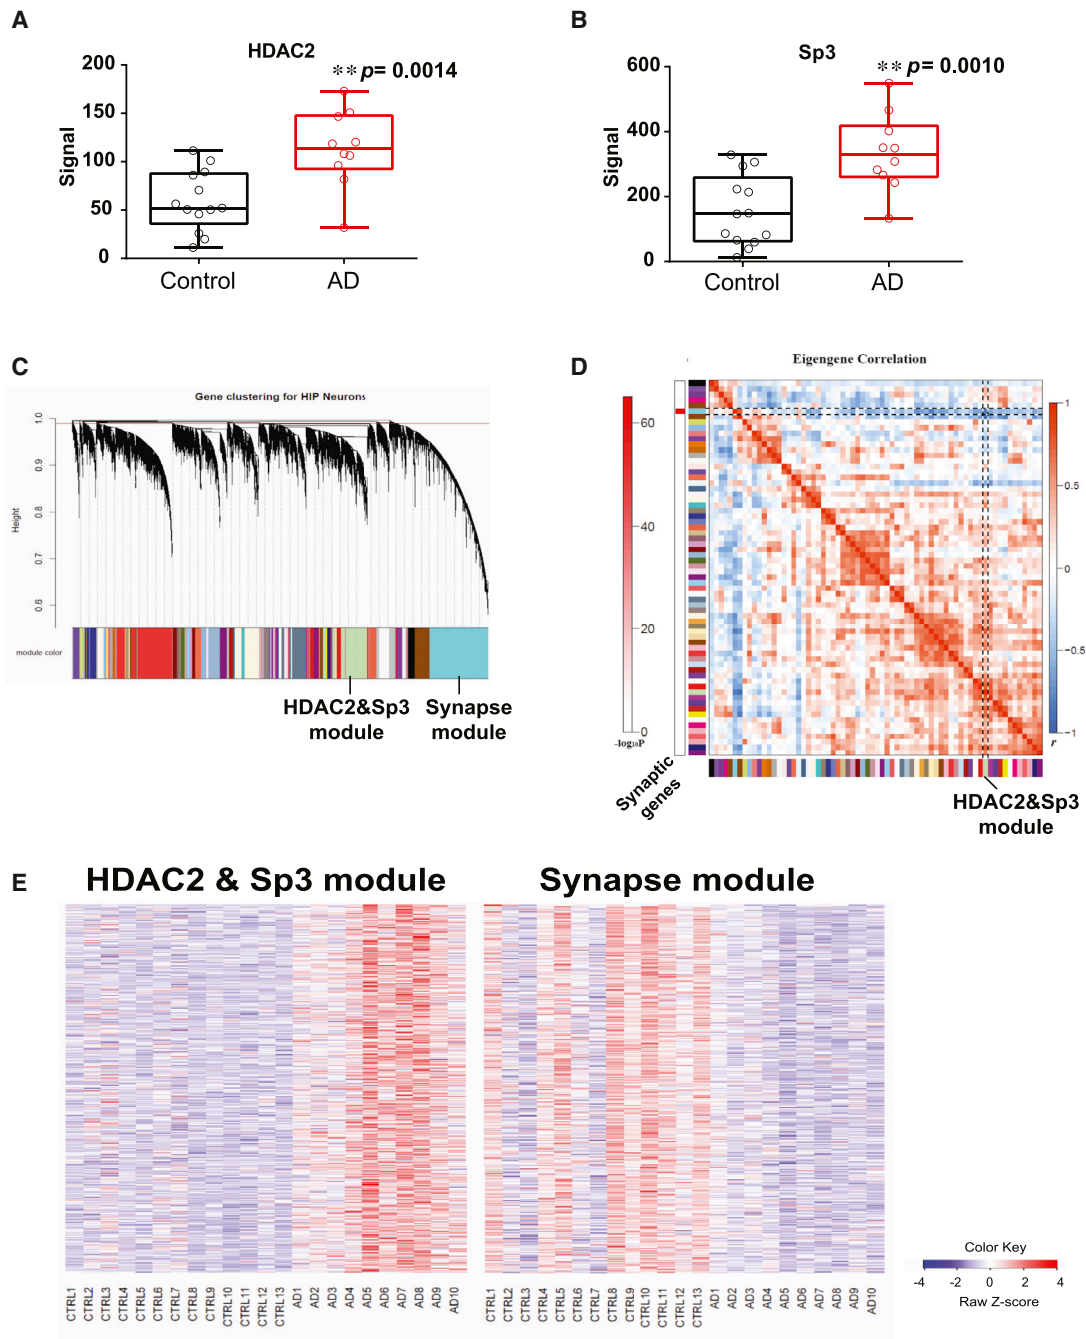 A
HDAC2
** p= 0.0014
Signal
200
150
100
50
0
Control
AD
B
Sp3
** p= 0.0010
Signal
600
400
200
0
Control
AD
C
Gene clustering for HIP Neurons
Height
1.0
0.9
0.8
0.7
0.6
module color
HDAC2&Sp3
module
Synapse
module
D
Eigengene Correlation
60
40
20
0
-log10P
Synaptic
genes
1
0.5
0
−0.5
−1
r
HDAC2&Sp3
module
E
HDAC2 & Sp3 module
Synapse module
CTRL1
CTRL2
CTRL3
CTRL4
CTRL5
CTRL6
CTRL7
CTRL8
CTRL9
CTRL10
CTRL11
CTRL12
CTRL13
AD1
AD2
AD3
AD4
AD5
AD6
AD7
AD8
AD9
AD10
CTRL1
CTRL2
CTRL3
CTRL4
CTRL5
CTRL6
CTRL7
CTRL8
CTRL9
CTRL10
CTRL11
CTRL12
CTRL13
AD1
AD2
AD3
AD4
AD5
AD6
AD7
AD8
AD9
AD10
Color Key
-4 -2 0 2 4
Raw Z-score